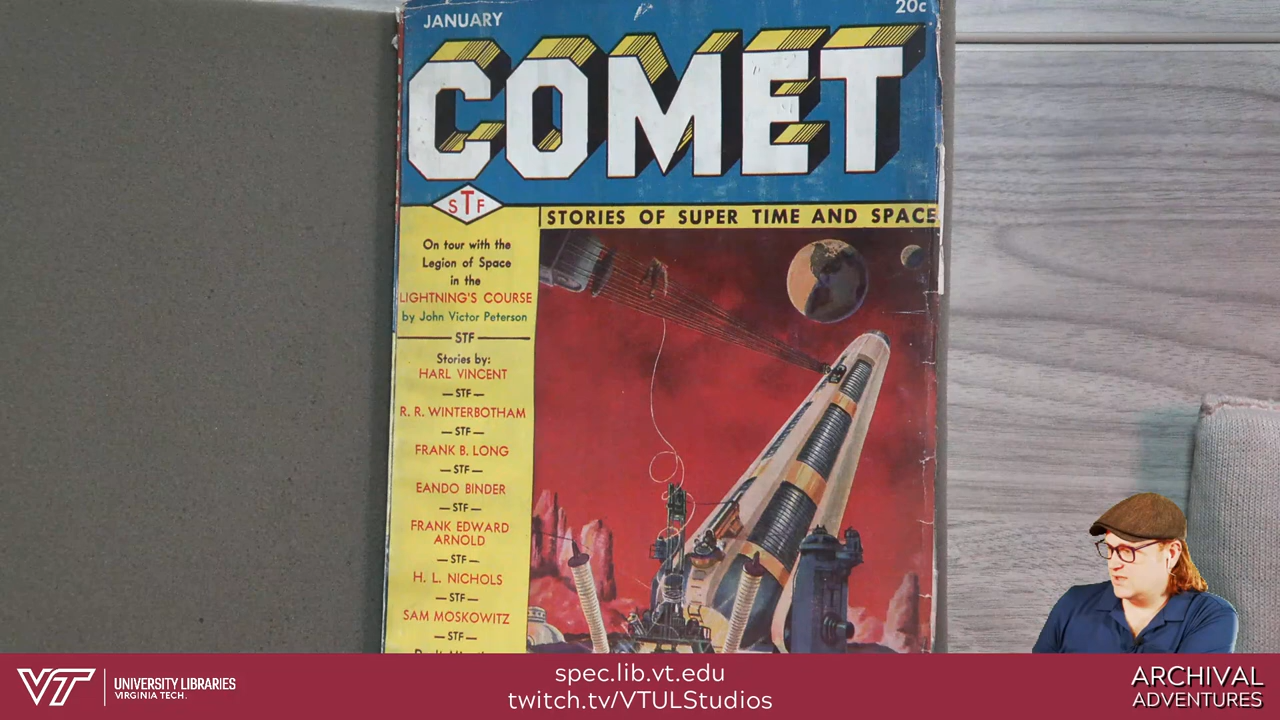 JANUARY
20c
COMET
STF
STORIES OF SUPER TIME AND SPACE
On tour with the
Legion of Space
in the
LIGHTNING'S COURSE
by John Victor Peterson
STF
Stories by:
HARL VINCENT
—STF—
R. R. WINTERBOTHAM
—STF—
FRANK B. LONG
—STF—
EANDO BINDER
—STF—
FRANK EDWARD
ARNOLD
—STF—
H. L. NICHOLS
—STF—
SAM MOSKOWITZ
—STF—
VT
UNIVERSITY LIBRARIES
VIRGINIA TECH.
spec.lib.vt.edu
twitch.tv/VTULStudios
ARCHIVAL
ADVENTURES